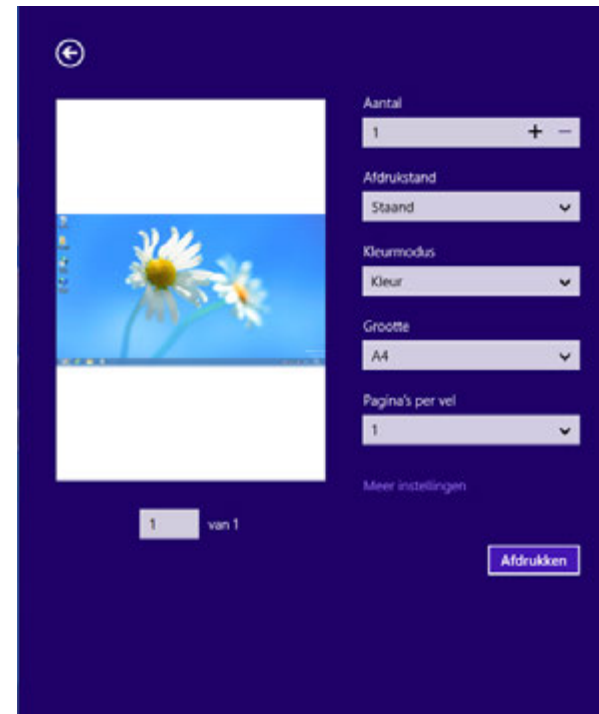 Aantal
1
Afdrukstand
Staand
Kleurmodus
Kleur
Grootte
A4
Pagina's per vel
1
Meer instellingen
1 van 1
Afdrukken